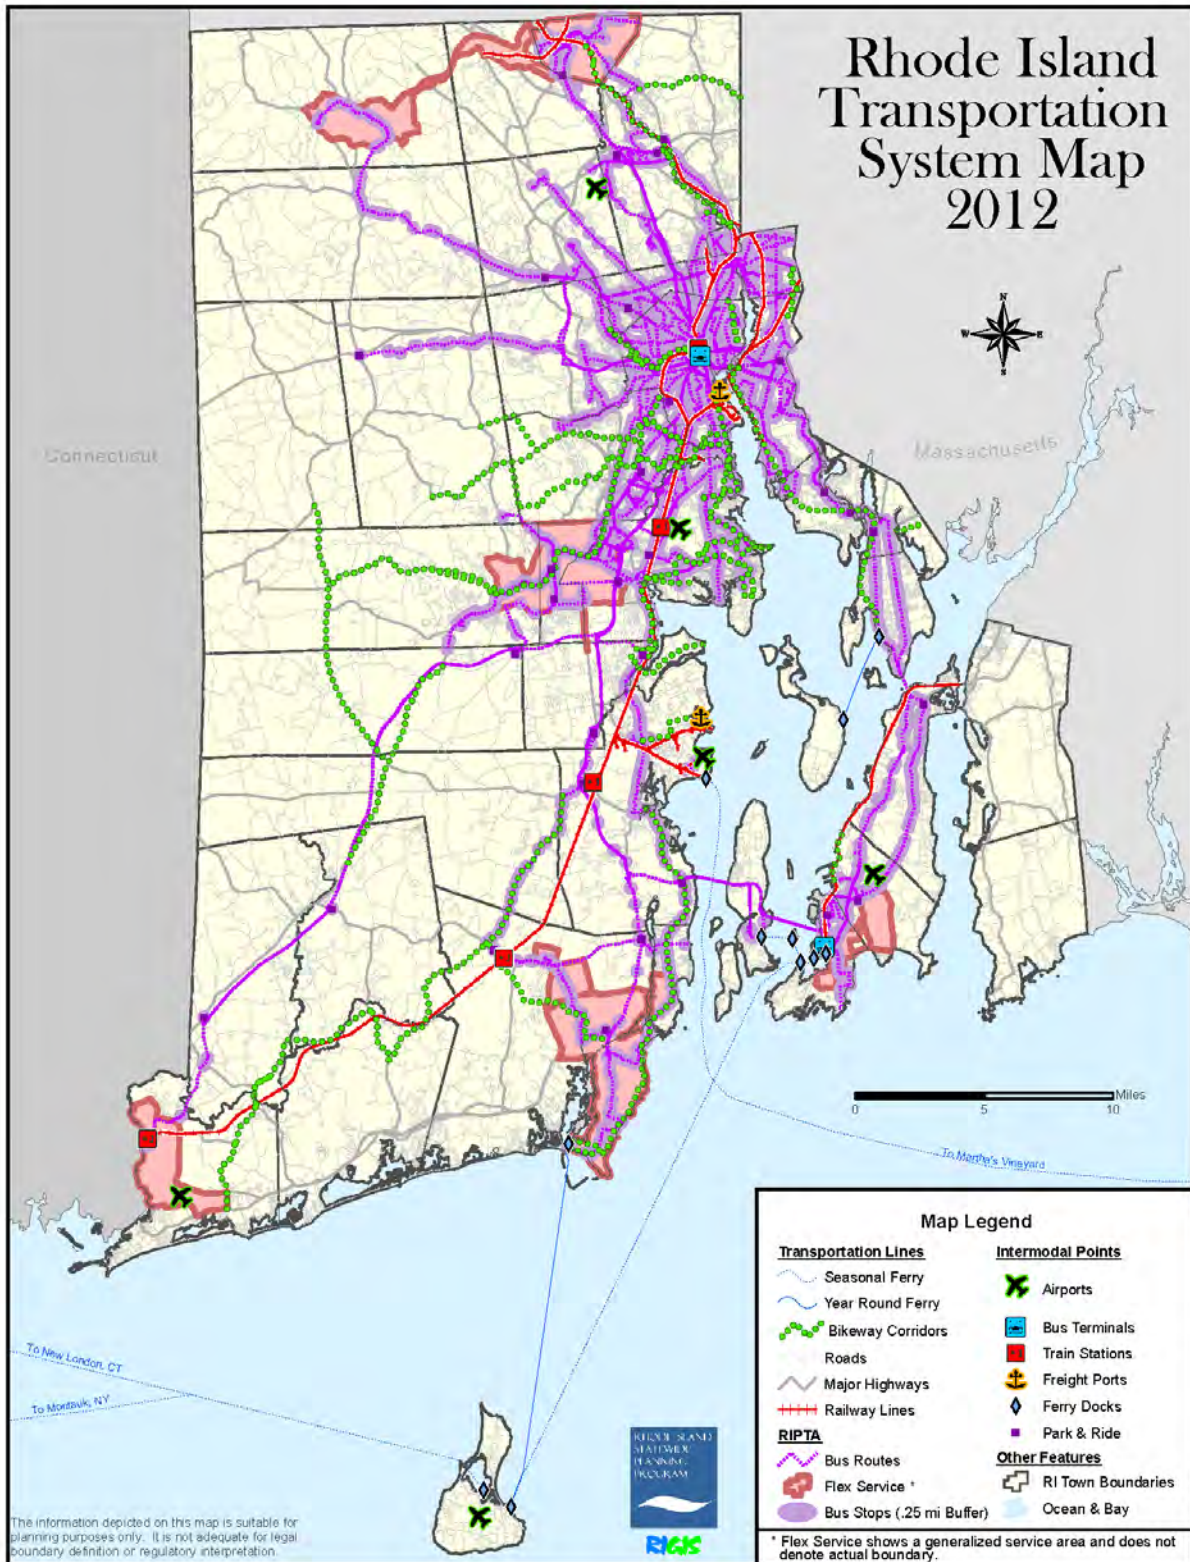 Rhode Island
Transportation
System Map
2012
N
W
E
S
Connecticut
Massachusetts
Miles
0
5
10
To Martha's Vineyard
To New London, CT
To Montauk, NY
Map Legend
Transportation Lines
Seasonal Ferry
Year Round Ferry
Bikeway Corridors
Roads
Major Highways
Railway Lines
RIPTA
Bus Routes
Flex Service *
Bus Stops (.25 mi Buffer)
Intermodal Points
Airports
Bus Terminals
Train Stations
Freight Ports
Ferry Docks
Park & Ride
Other Features
RI Town Boundaries
Ocean & Bay
* Flex Service shows a generalized service area and does not
denote actual boundary.
RHODE ISLAND
STATEWIDE
PLANNING
PROGRAM
RIGIS
The information depicted on this map is suitable for
planning purposes only. It is not adequate for legal
boundary definition or regulatory interpretation.